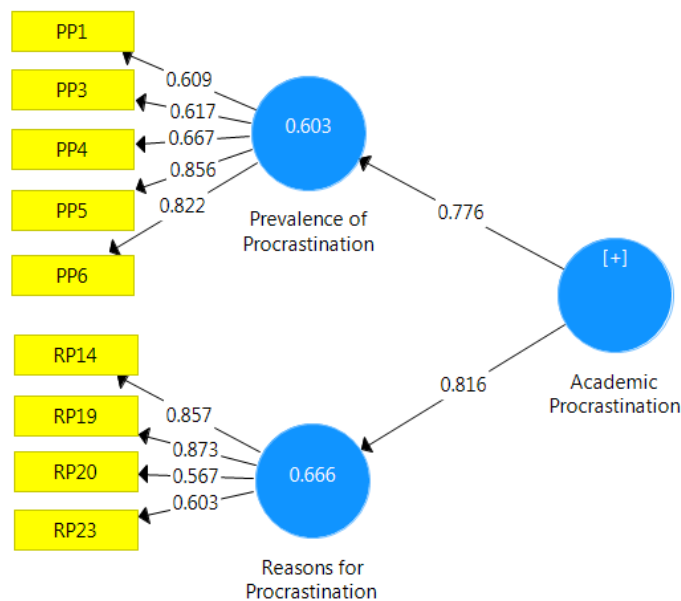 PP1
0.609
PP3
0.617
PP4
0.667
PP5
0.856
PP6
0.822
0.603
Prevalence of
Procrastination
0.776
[+]
Academic
Procrastination
0.816
RP14
0.857
RP19
0.873
RP20
0.567
RP23
0.603
0.666
Reasons for
Procrastination